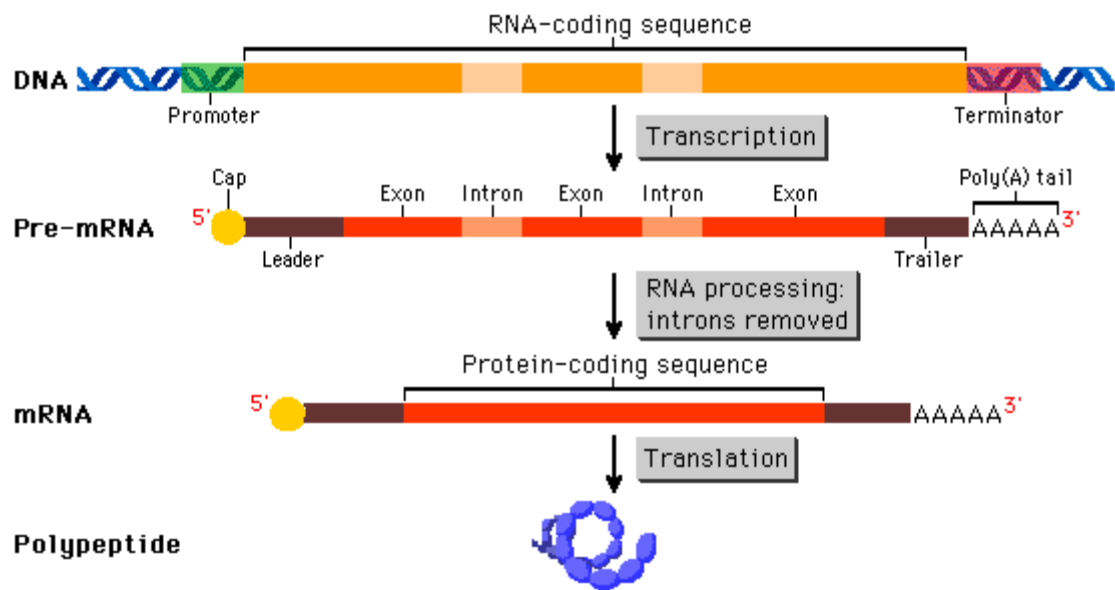 RNA-coding sequence
DNA
Promoter
Terminator
Transcription
Cap
Exon
Intron
Exon
Intron
Exon
Poly(A) tail
Pre-mRNA
5'
AAAAA
3'
Leader
Trailer
RNA processing:
introns removed
Protein-coding sequence
mRNA
5'
AAAAA
3'
Translation
Polypeptide